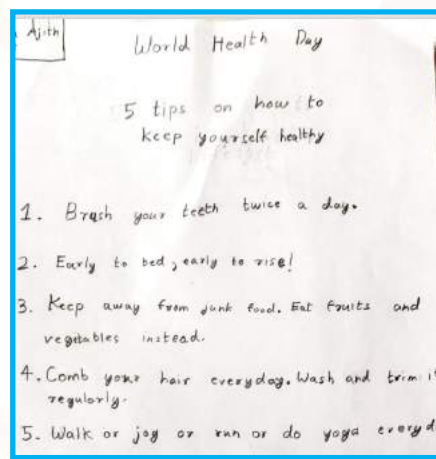 Ajith
World Health Day
5 tips on how to
keep yourself healthy
1. Brush your teeth twice a day.
2. Early to bed, early to rise!
3. Keep away from junk food. Eat fruits and
vegetables instead.
4. Comb your hair everyday. Wash and trim it
regularly.
5. Walk or joy or run or do yoga everyd